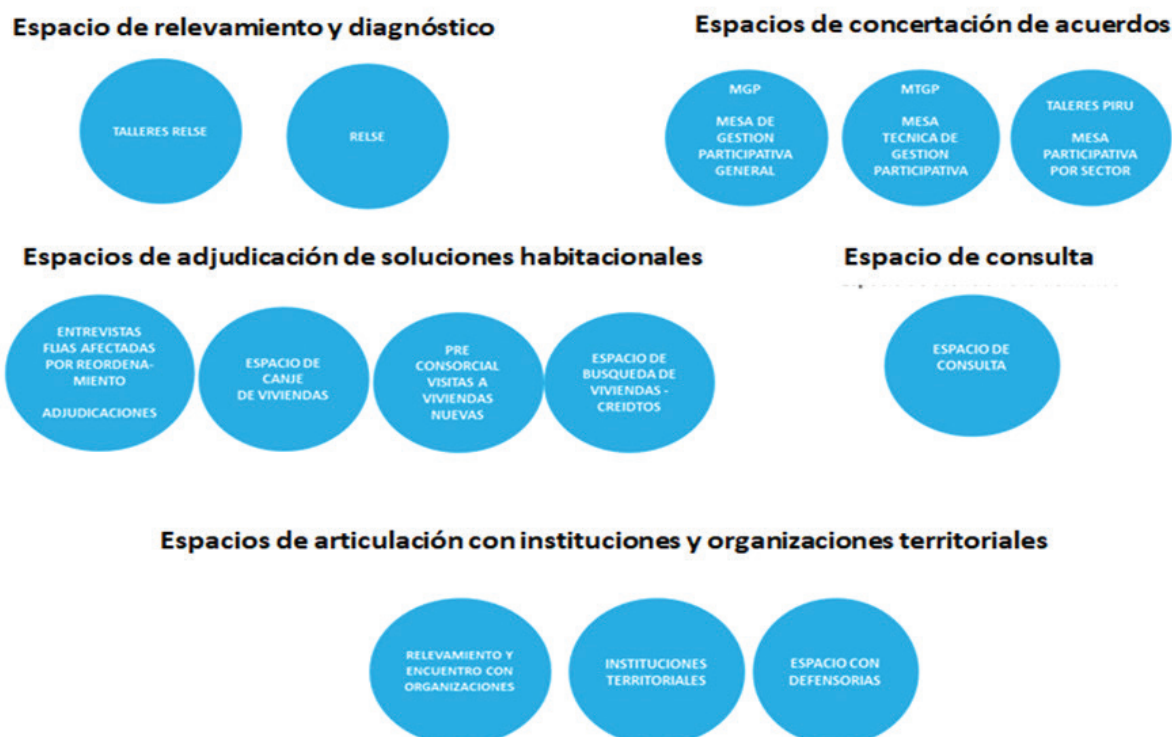 Espacio de relevamiento y diagnóstico
TALLERES RELSE
RELSE
Espacios de concertación de acuerdos
MGP
MESA DE
GESTION
PARTICIPATIVA
GENERAL
MTGP
MESA
TECNICA DE
GESTION
PARTICIPATIVA
TALERES PIRU
MESA
PARTICIPATIVA
POR SECTOR
Espacios de adjudicación de soluciones habitacionales
ENTREVISTAS
FLIAS AFECTADAS
POR REORDENA-
MIENTO
ADJUDICACIONES
ESPACIO DE
CANJE
DE VIVIENDAS
PRE
CONSORCIAL
VISITAS A
VIVIENDAS
NUEVAS
ESPACIO DE
BUSQUEDA DE
VIVIENDAS -
CREIDTOS
Espacio de consulta
ESPACIO DE
CONSULTA
Espacios de articulación con instituciones y organizaciones territoriales
RELEVAMIENTO Y
ENCUENTRO CON
ORGANIZACIONES
INSTITUCIONES
TERRITORIALES
ESPACIO CON
DEFENSORIAS